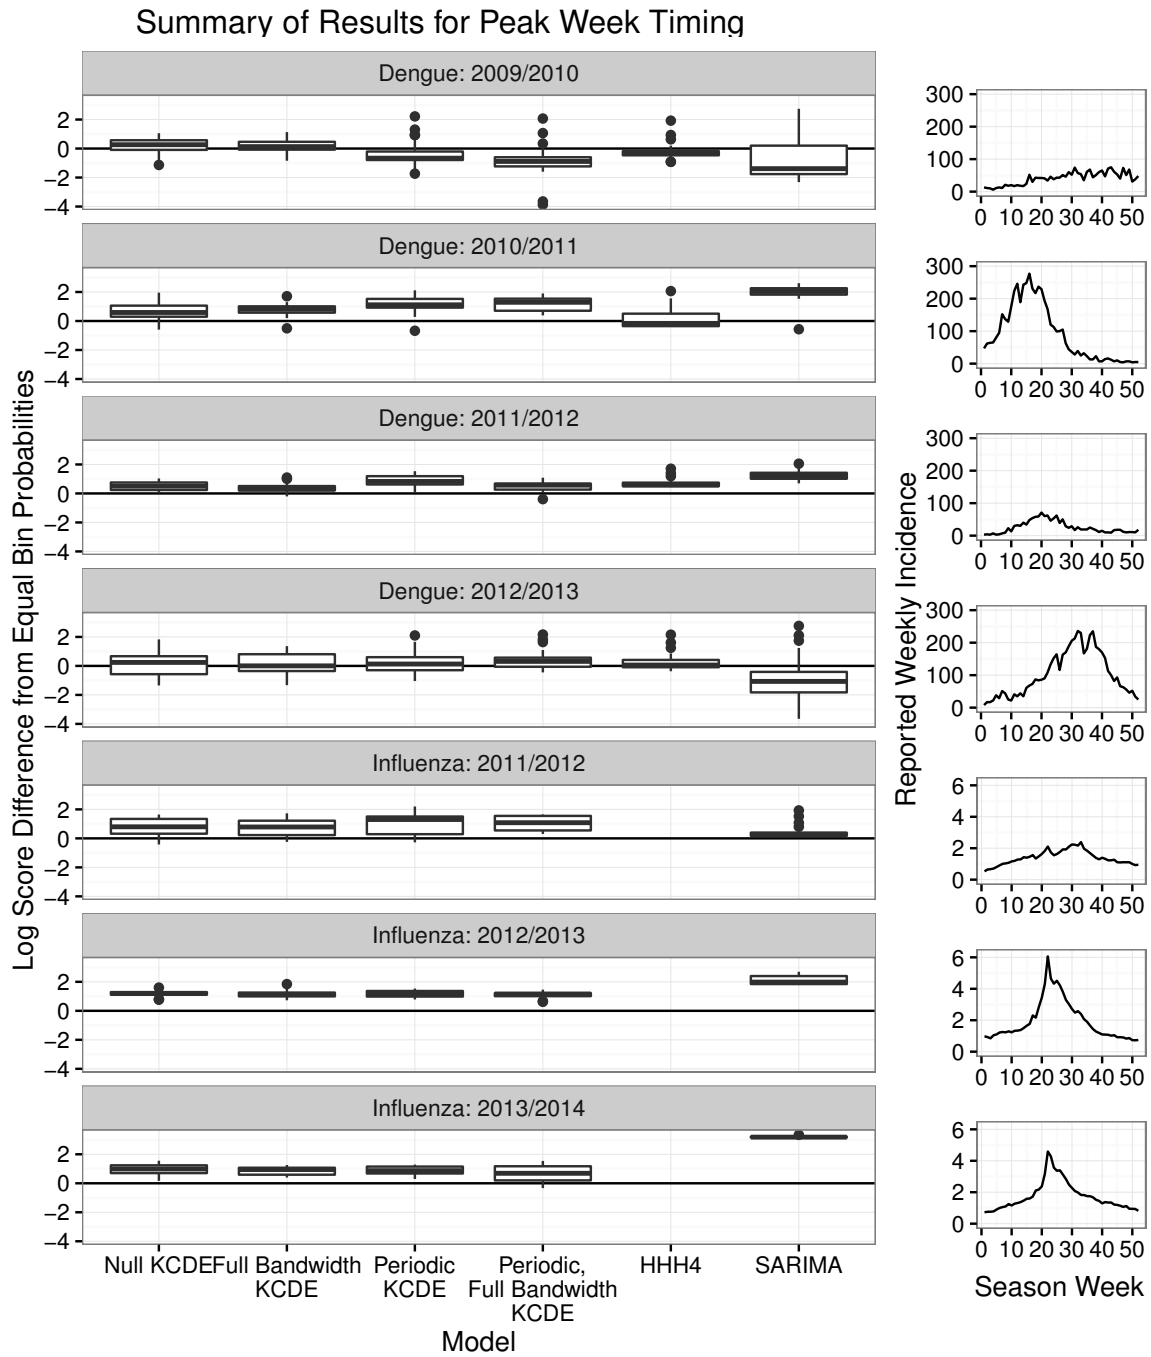 Summary of Results for Peak Week Timing
Log Score Difference from Equal Bin Probabilities
Dengue: 2009/2010
2
0
−2
−4
Dengue: 2010/2011
2
0
−2
−4
Dengue: 2011/2012
2
0
−2
−4
Dengue: 2012/2013
2
0
−2
−4
Influenza: 2011/2012
2
0
−2
−4
Influenza: 2012/2013
2
0
−2
−4
Influenza: 2013/2014
2
0
−2
−4
Null KCDE
Full Bandwidth
KCDE
Periodic
KCDE
Periodic,
Full Bandwidth
KCDE
HHH4
SARIMA
Model
Reported Weekly Incidence
300
200
100
0
0 10 20 30 40 50
300
200
100
0
0 10 20 30 40 50
300
200
100
0
0 10 20 30 40 50
300
200
100
0
0 10 20 30 40 50
6
4
2
0
0 10 20 30 40 50
6
4
2
0
0 10 20 30 40 50
6
4
2
0
0 10 20 30 40 50
Season Week